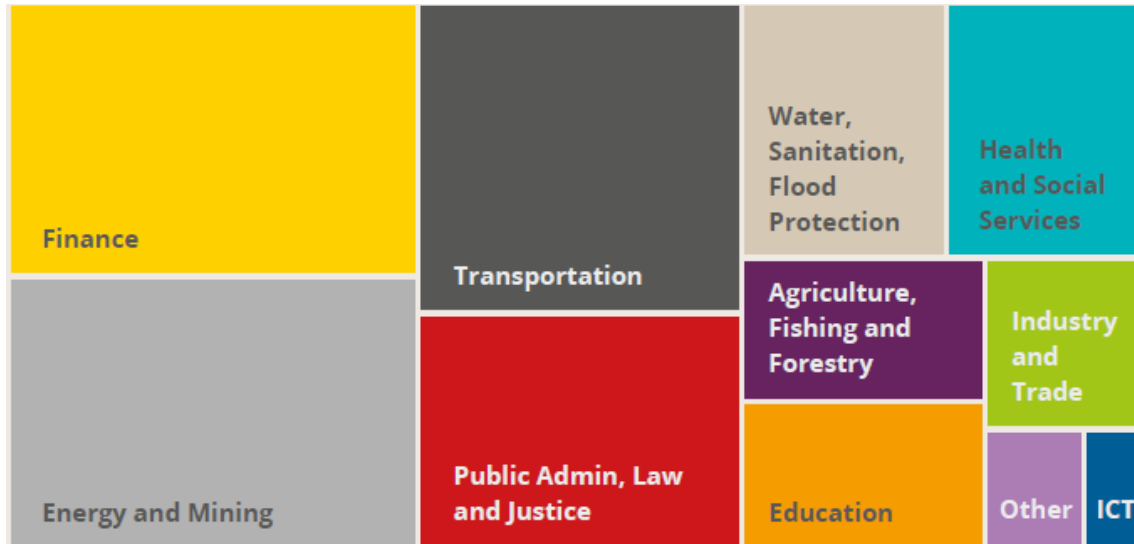 Finance
Energy and Mining
Transportation
Public Admin, Law
and Justice
Water,
Sanitation,
Flood
Protection
Health
and Social
Services
Agriculture,
Fishing and
Forestry
Industry
and
Trade
Education
Other
ICT